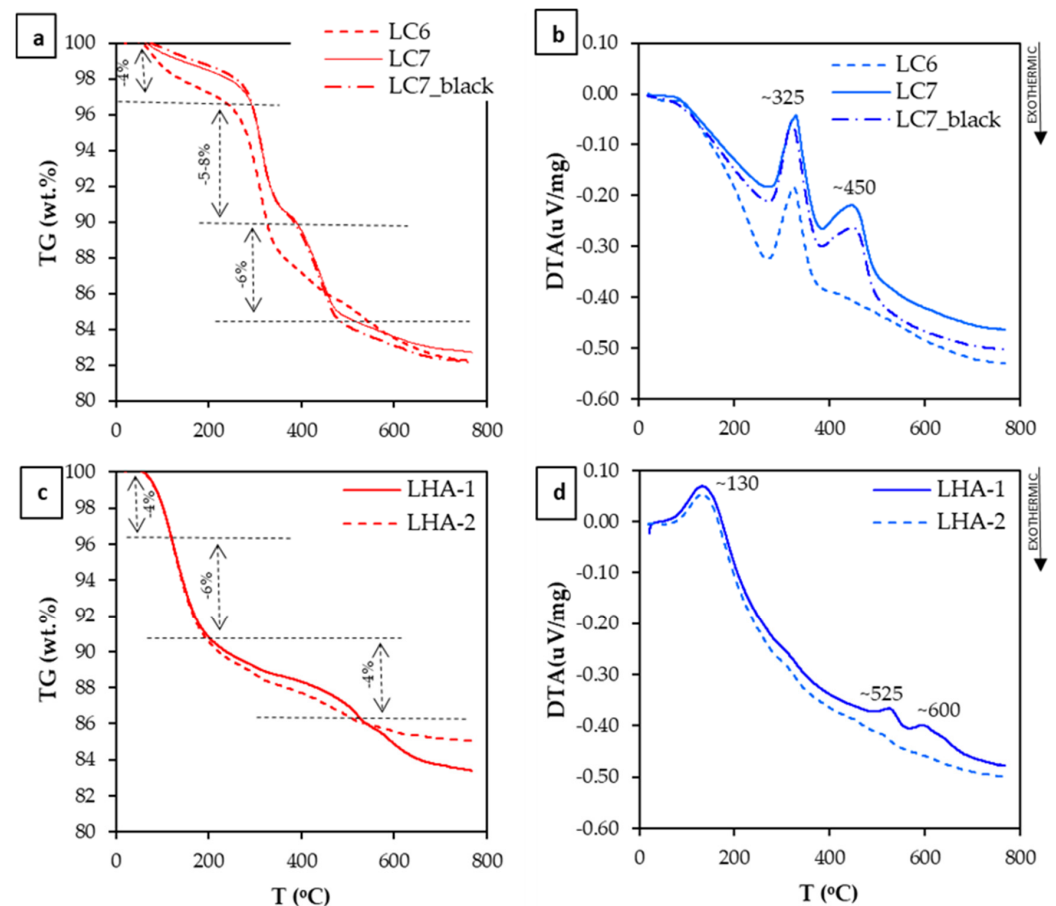 a
LC6
LC7
LC7_black
TG (wt.%)
100
98
96
94
92
90
88
86
84
82
80
-4%
-5-8%
-6%
0 200 400 600 800
b
LC6
LC7
LC7_black
EXOTHERMIC
DTA(uV/mg)
0.10
0.00
-0.10
-0.20
-0.30
-0.40
-0.50
-0.60
~325
~450
0 200 400 600 800
c
LHA-1
LHA-2
TG (wt.%)
100
98
96
94
92
90
88
86
84
82
80
-4%
-6%
-4%
0 200 400 600 800
T (ºC)
d
LHA-1
LHA-2
EXOTHERMIC
DTA(uV/mg)
0.10
0.00
-0.10
-0.20
-0.30
-0.40
-0.50
-0.60
~130
~525
~600
0 200 400 600 800
T (ºC)